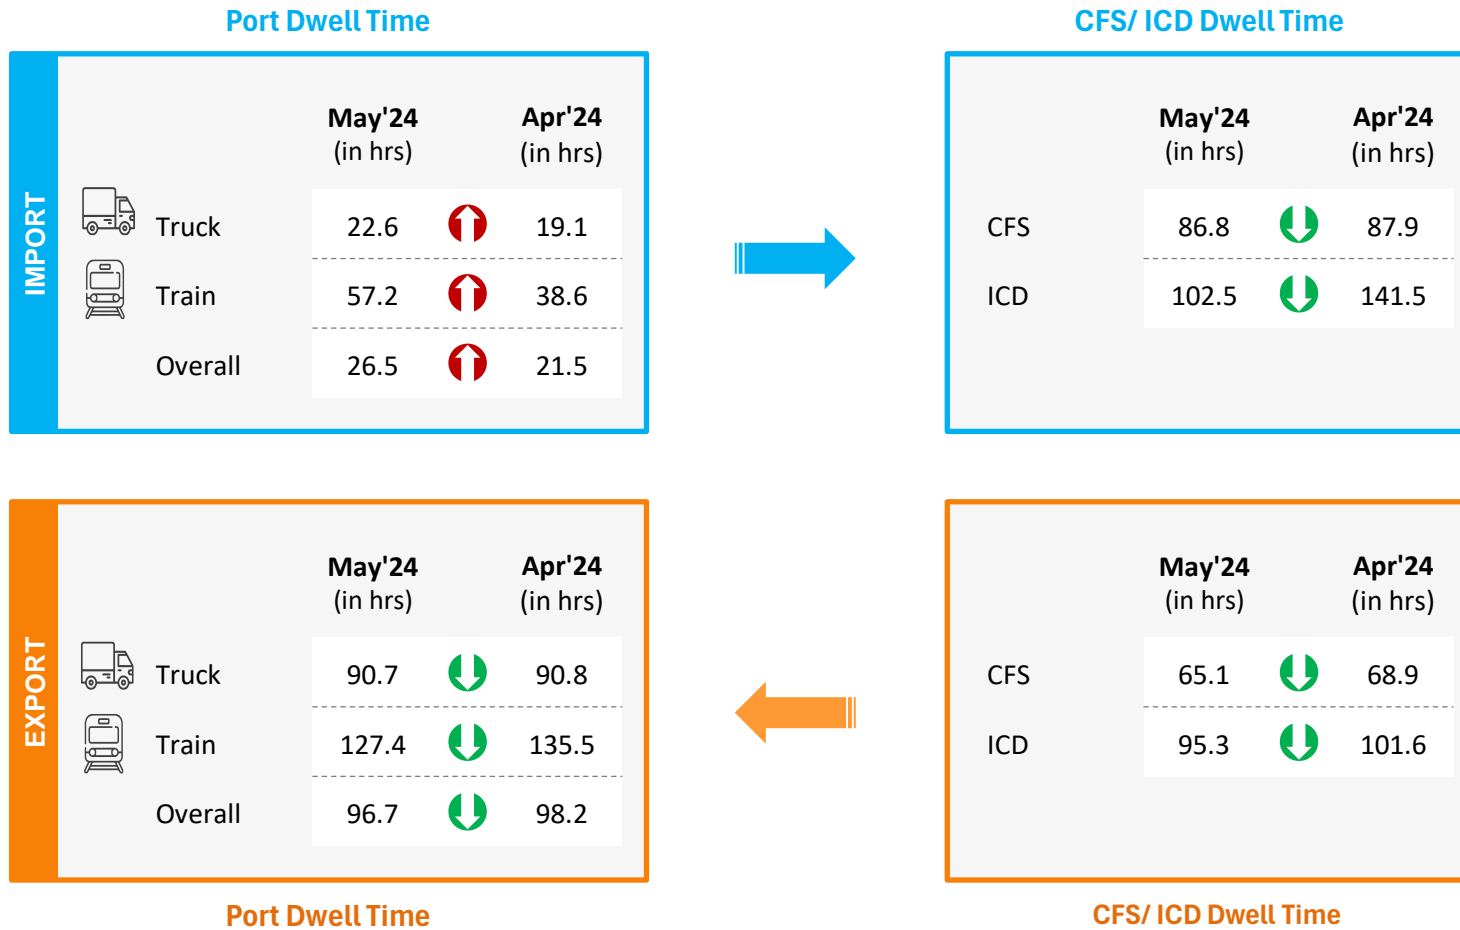 Port Dwell Time
CFS/ ICD Dwell Time
IMPORT
May'24 Apr'24
(in hrs) (in hrs)
Truck 22.6 19.1
Train 57.2 38.6
Overall 26.5 21.5
May'24 Apr'24
(in hrs) (in hrs)
CFS 86.8 87.9
ICD 102.5 141.5
EXPORT
May'24 Apr'24
(in hrs) (in hrs)
Truck 90.7 90.8
Train 127.4 135.5
Overall 96.7 98.2
May'24 Apr'24
(in hrs) (in hrs)
CFS 65.1 68.9
ICD 95.3 101.6
Port Dwell Time
CFS/ ICD Dwell Time